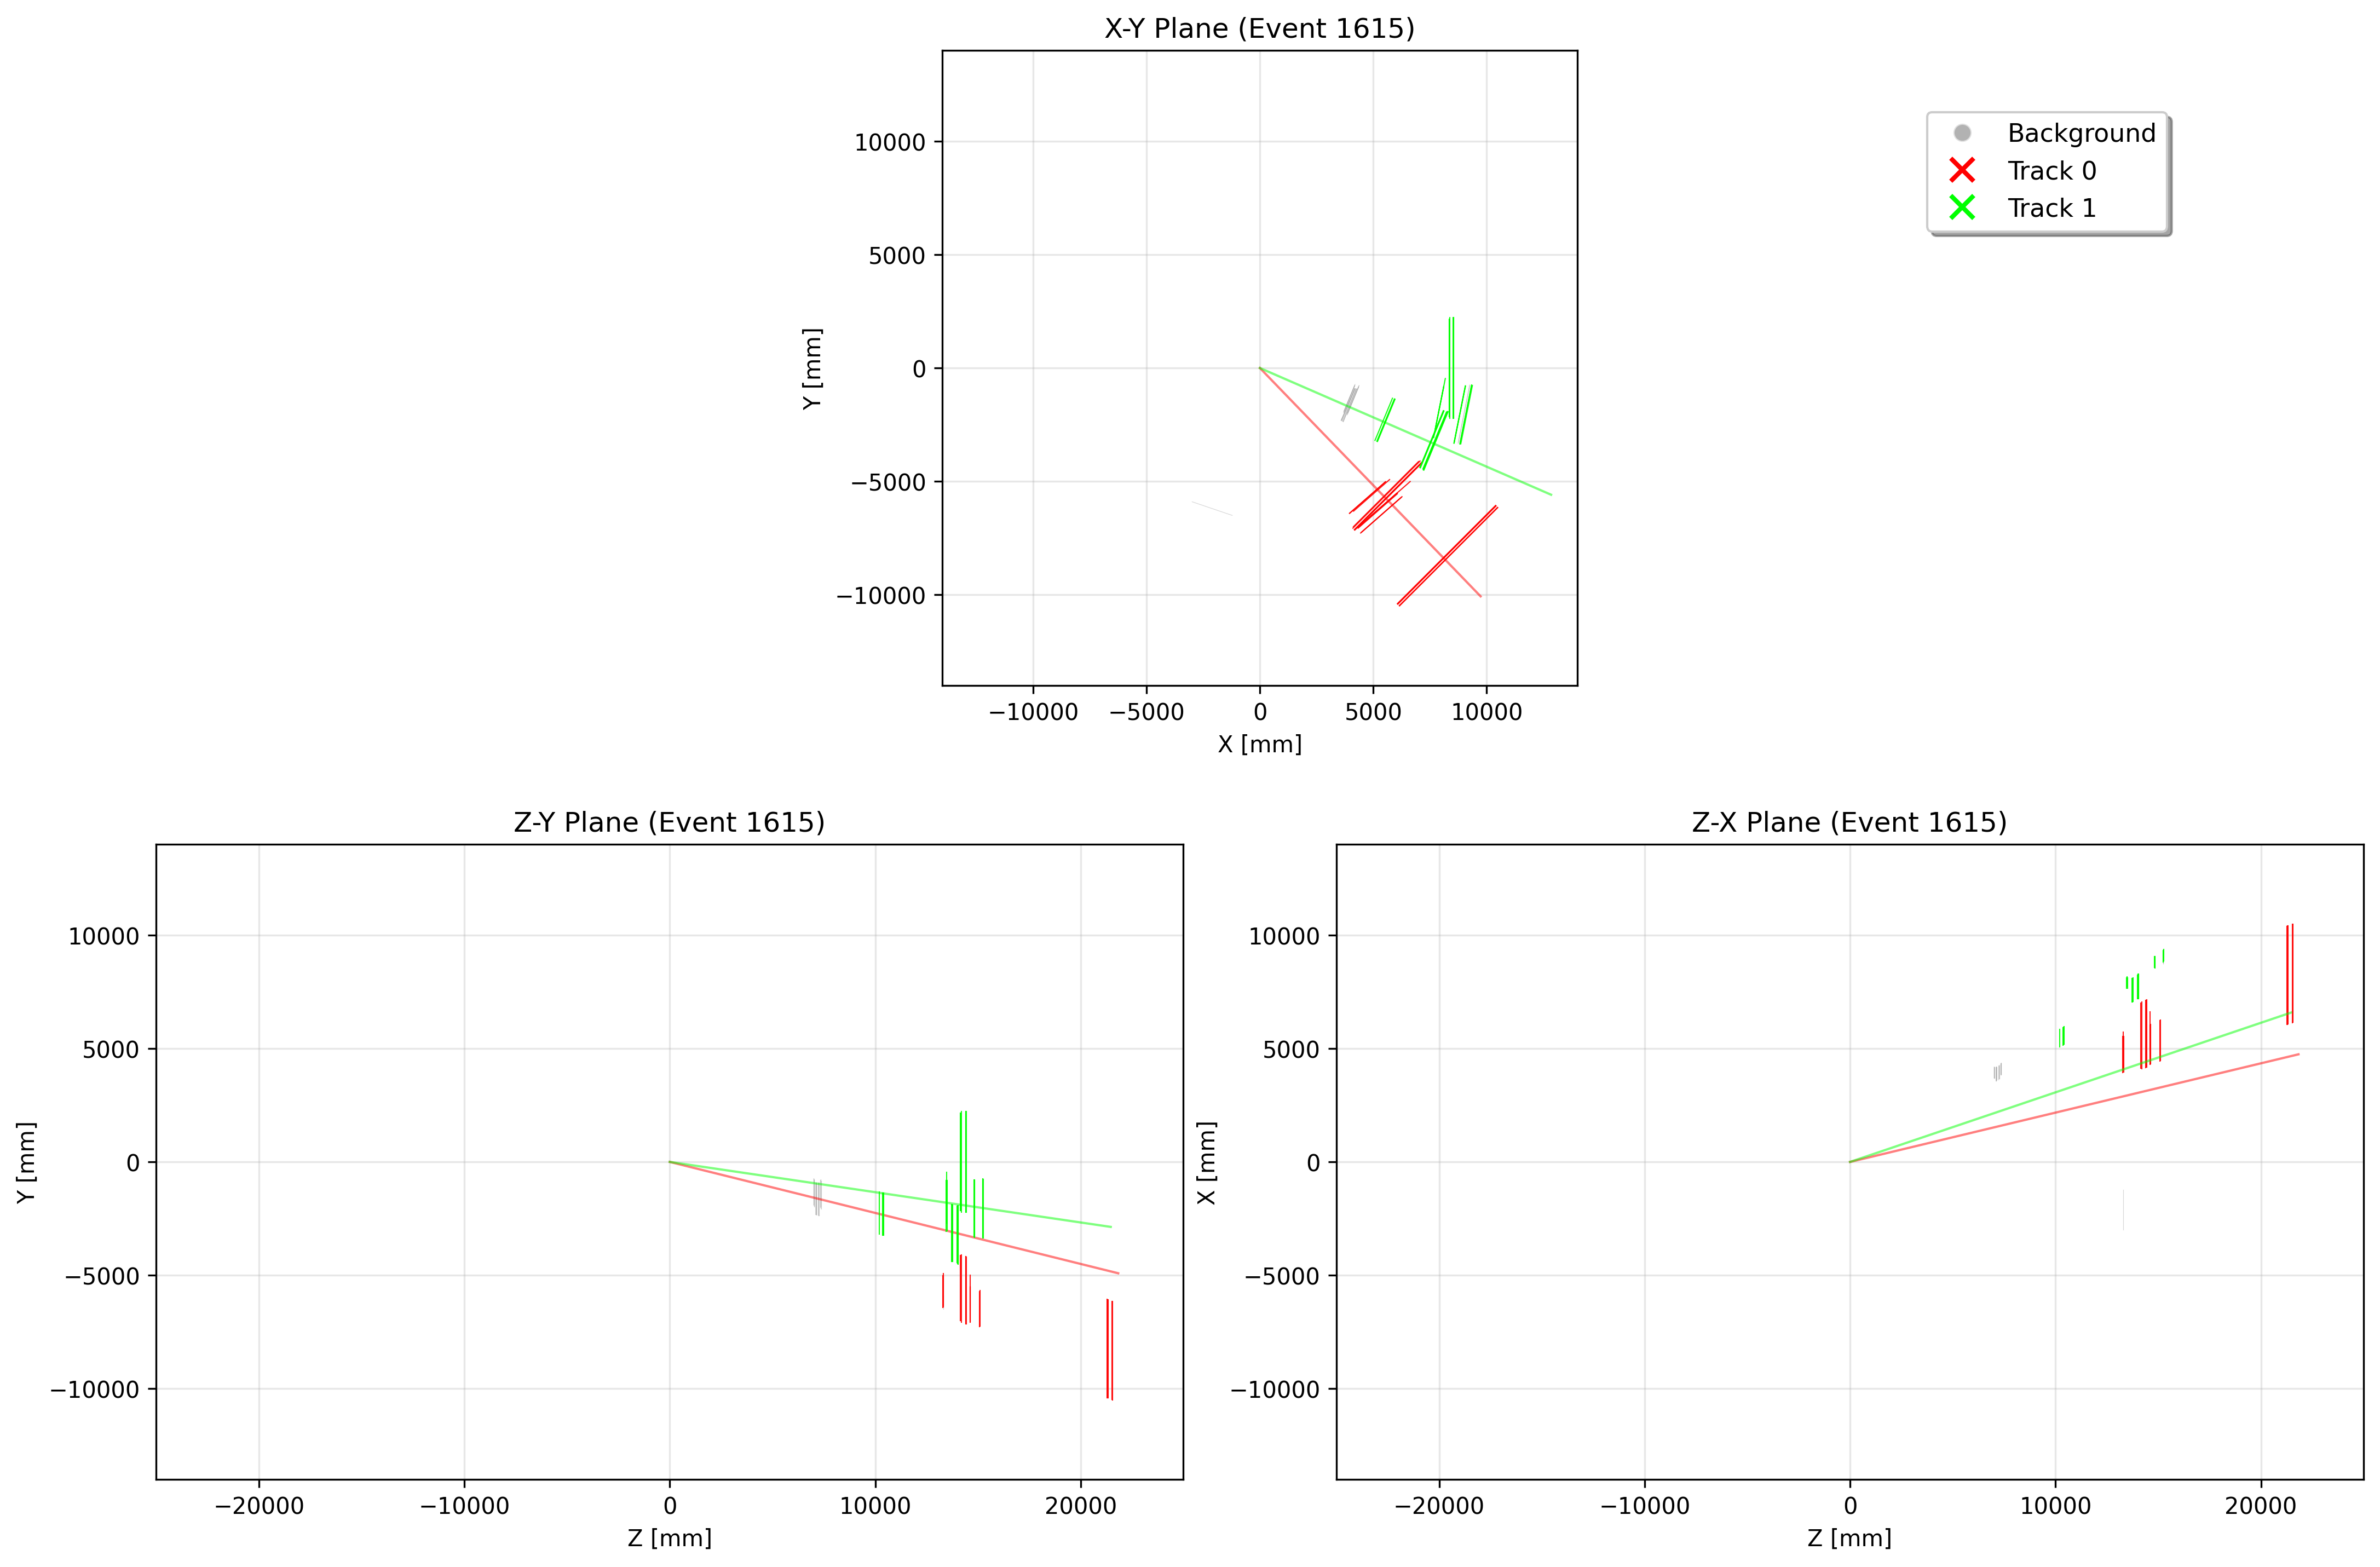 X-Y Plane (Event 1615)
Y [mm]
10000
5000
0
−5000
−10000
−10000 −5000 0 5000 10000
X [mm]
Background
Track 0
Track 1
Z-Y Plane (Event 1615)
Y [mm]
10000
5000
0
−5000
−10000
−20000 −10000 0 10000 20000
Z [mm]
Z-X Plane (Event 1615)
X [mm]
10000
5000
0
−5000
−10000
−20000 −10000 0 10000 20000
Z [mm]